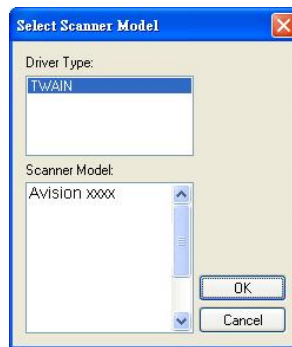 Select Scanner Model
Driver Type:
TWAIN
Scanner Model:
Avision xxxx
OK
Cancel